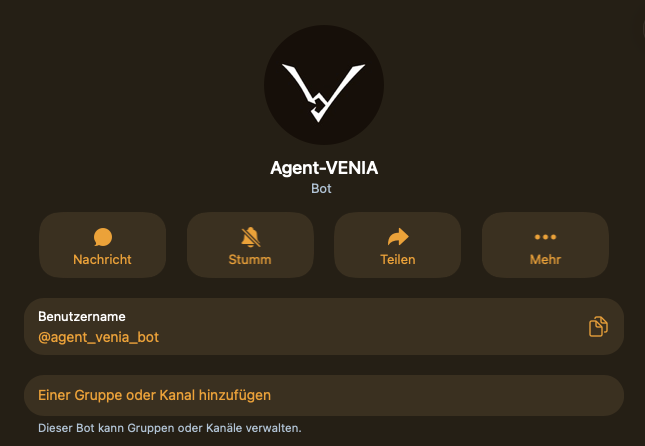 Agent-VENIA
Bot
Nachricht
Stumm
Teilen
Mehr
Benutzername
@agent_venia_bot
Einer Gruppe oder Kanal hinzufügen
Dieser Bot kann Gruppen oder Kanäle verwalten.